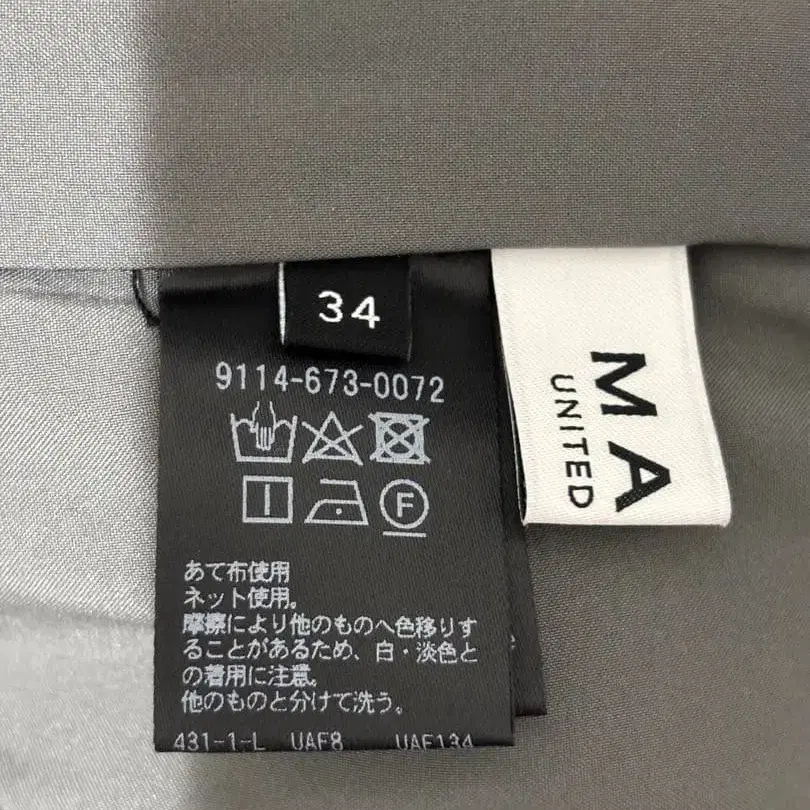 34
9114-673-0072
F
あて布使用
ネット使用。
摩擦により他のものへ色移りす
ることがあるため、白・淡色と
の着用に注意。
他のものと分けて洗う。
431-1-L UAF8 UAF134
MA
UNITED